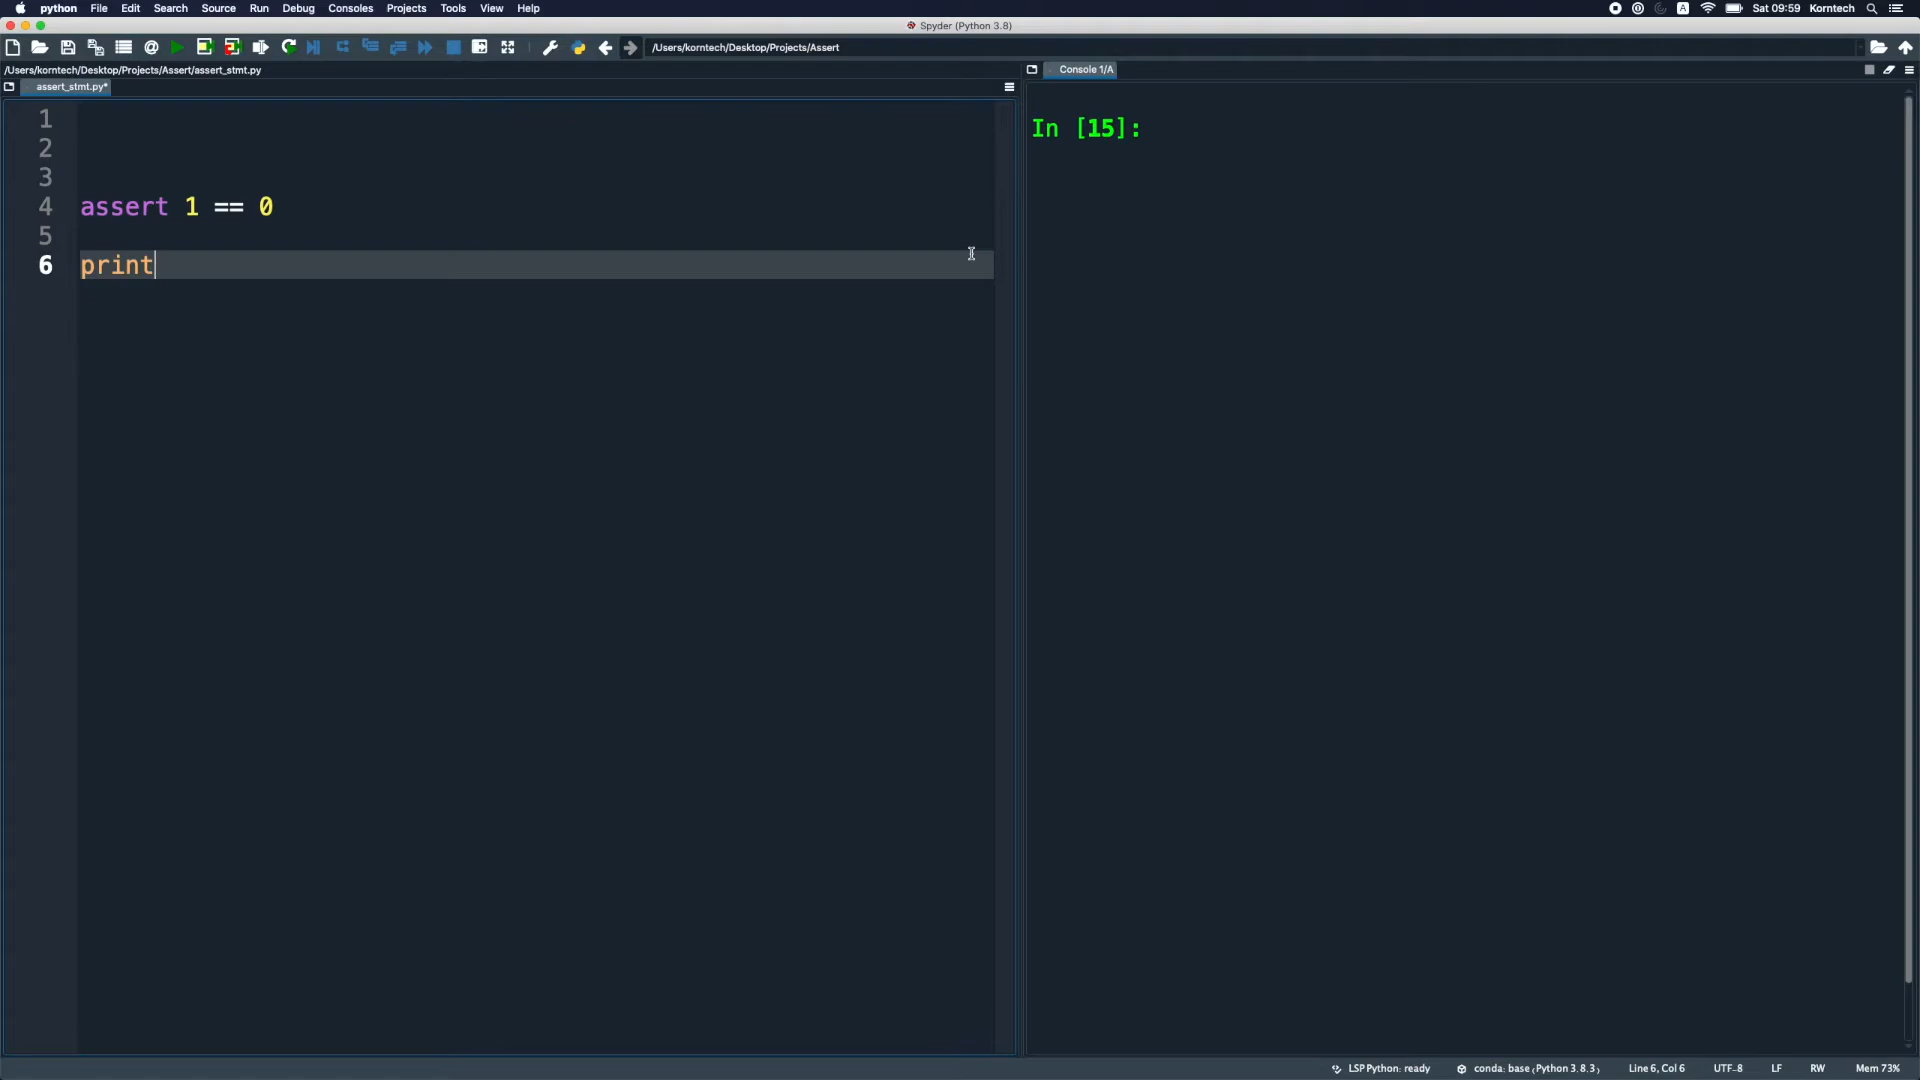 python File Edit Search Source Run Debug Consoles Projects Tools View Help A Sat 09:59 Korntech
Spyder (Python 3.8)
/Users/korntech/Desktop/Projects/Assert
/Users/korntech/Desktop/Projects/Assert/assert_stmt.py
Console 1/A
assert_stmt.py*
1
2
3
4 assert 1 == 0
5
6 print
In [15]:
LSP Python: ready conda: base (Python 3.8.3) Line 6, Col 6 UTF-8 LF RW Mem 73%